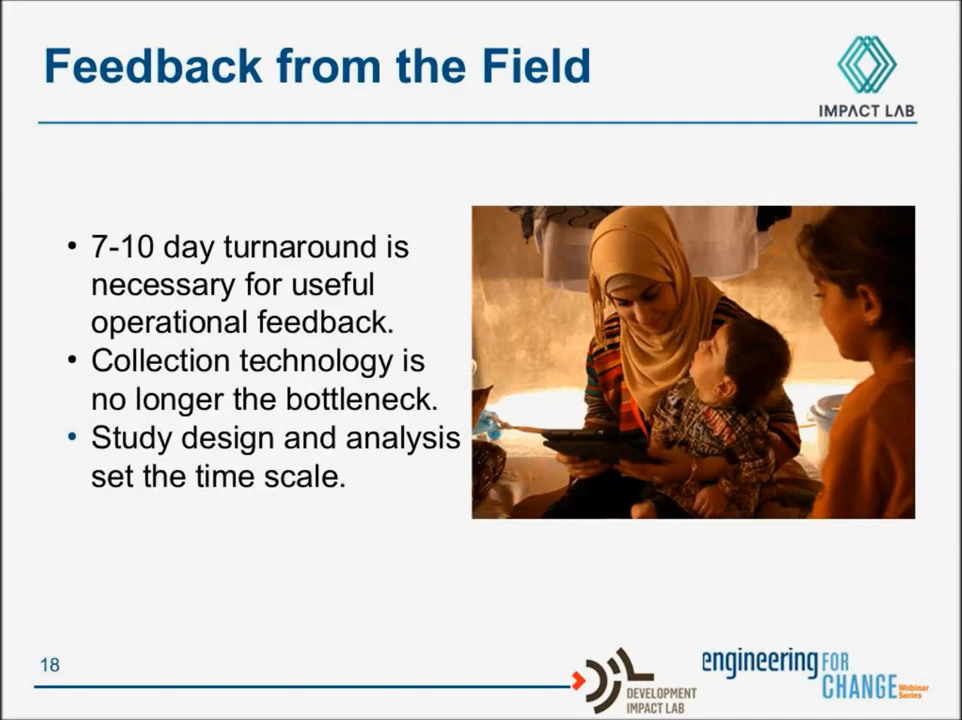 Feedback from the Field
IMPACT LAB
• 7-10 day turnaround is
necessary for useful
operational feedback.
• Collection technology is
no longer the bottleneck.
• Study design and analysis
set the time scale.
18
DIL
DEVELOPMENT
IMPACT LAB
engineering FOR
CHANGE Webinar
Series